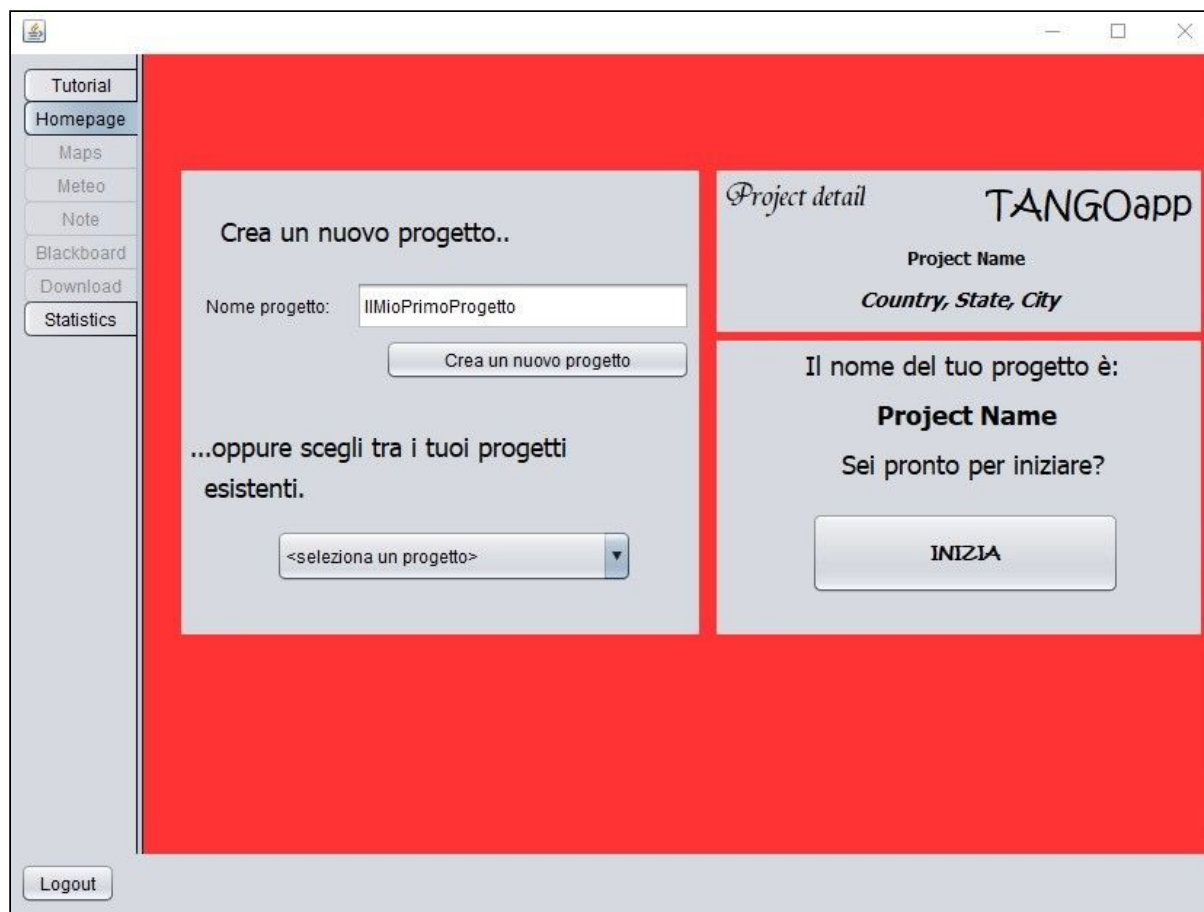 Tutorial
Homepage
Maps
Meteo
Note
Blackboard
Download
Statistics
Crea un nuovo progetto..
Nome progetto: IlMioPrimoProgetto
Crea un nuovo progetto
...oppure scegli tra i tuoi progetti
esistenti.
<seleziona un progetto>
Project detail TANGOapp
Project Name
Country, State, City
Il nome del tuo progetto è:
Project Name
Sei pronto per iniziare?
INIZIA
Logout